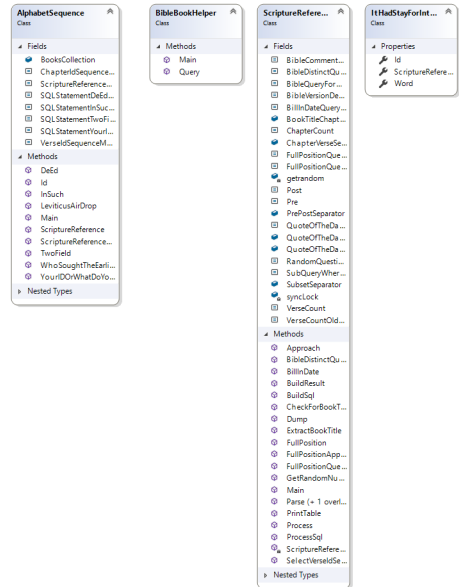 AlphabetSequence
Class
Fields
BooksCollection
ChapterIdSequence...
ScriptureReference...
SQLStatementDeEd...
SQLStatementInSuc...
SQLStatementTwoFi...
SQLStatementYourI...
VerseIdSequenceM...
Methods
DeEd
Id
InSuch
LeviticusAirDrop
Main
ScriptureReference
ScriptureReference...
TwoField
WhoSoughtTheEarli...
YourIDOrWhatDoYo...
Nested Types
BibleBookHelper
Class
Methods
Main
Query
ScriptureRefere...
Class
Fields
BibleComment...
BibleDistinctQu...
BibleQueryFor...
BibleVersionDe...
BillInDateQuery...
BookTitleChapt...
ChapterCount
ChapterVerseSe...
FullPositionQue...
FullPositionQue...
getrandom
Post
Pre
PrePostSeparator
QuoteOfTheDa...
QuoteOfTheDa...
QuoteOfTheDa...
RandomQuesti...
SubQueryWher...
SubsetSeparator
syncLock
VerseCount
VerseCountOld...
Methods
Approach
BibleDistinctQu...
BillInDate
BuildResult
BuildSql
CheckForBookT...
Dump
ExtractBookTitle
FullPosition
FullPositionApp...
FullPositionQue...
GetRandomNu...
Main
Parse (+ 1 overl...
PrintTable
Process
ProcessSql
ScriptureRefere...
SelectVerseIdSe...
Nested Types
ItHadStayForInt...
Class
Properties
Id
ScriptureRefere...
Word